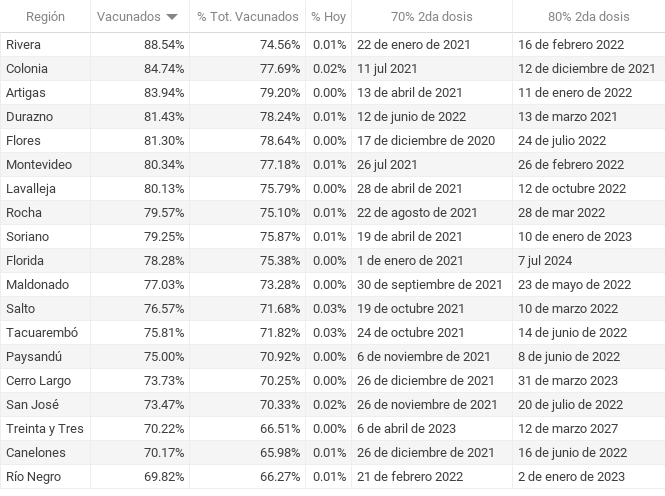 Región Vacunados % Tot. Vacunados % Hoy 70% 2da dosis 80% 2da dosis
Rivera 88.54% 74.56% 0.01% 22 de enero de 2021 16 de febrero 2022
Colonia 84.74% 77.69% 0.02% 11 jul 2021 12 de diciembre de 2021
Artigas 83.94% 79.20% 0.00% 13 de abril de 2021 11 de enero de 2022
Durazno 81.43% 78.24% 0.01% 12 de junio de 2022 13 de marzo 2021
Flores 81.30% 78.64% 0.00% 17 de diciembre de 2020 24 de julio 2022
Montevideo 80.34% 77.18% 0.01% 26 jul 2021 26 de febrero 2022
Lavalleja 80.13% 75.79% 0.00% 28 de abril de 2021 12 de octubre 2022
Rocha 79.57% 75.10% 0.01% 22 de agosto de 2021 28 de mar 2022
Soriano 79.25% 75.87% 0.01% 19 de abril de 2021 10 de enero de 2023
Florida 78.28% 75.38% 0.00% 1 de enero de 2021 7 jul 2024
Maldonado 77.03% 73.28% 0.00% 30 de septiembre de 2021 23 de mayo de 2022
Salto 76.57% 71.68% 0.03% 19 de octubre 2021 10 de marzo 2022
Tacuarembó 75.81% 71.82% 0.03% 24 de octubre 2021 14 de junio de 2022
Paysandú 75.00% 70.92% 0.00% 6 de noviembre de 2021 8 de junio de 2022
Cerro Largo 73.73% 70.25% 0.00% 26 de diciembre de 2021 31 de marzo 2023
San José 73.47% 70.33% 0.02% 26 de noviembre de 2021 20 de julio de 2022
Treinta y Tres 70.22% 66.51% 0.00% 6 de abril de 2023 12 de marzo 2027
Canelones 70.17% 65.98% 0.01% 26 de diciembre de 2021 16 de junio de 2022
Río Negro 69.82% 66.27% 0.01% 21 de febrero 2022 2 de enero de 2023